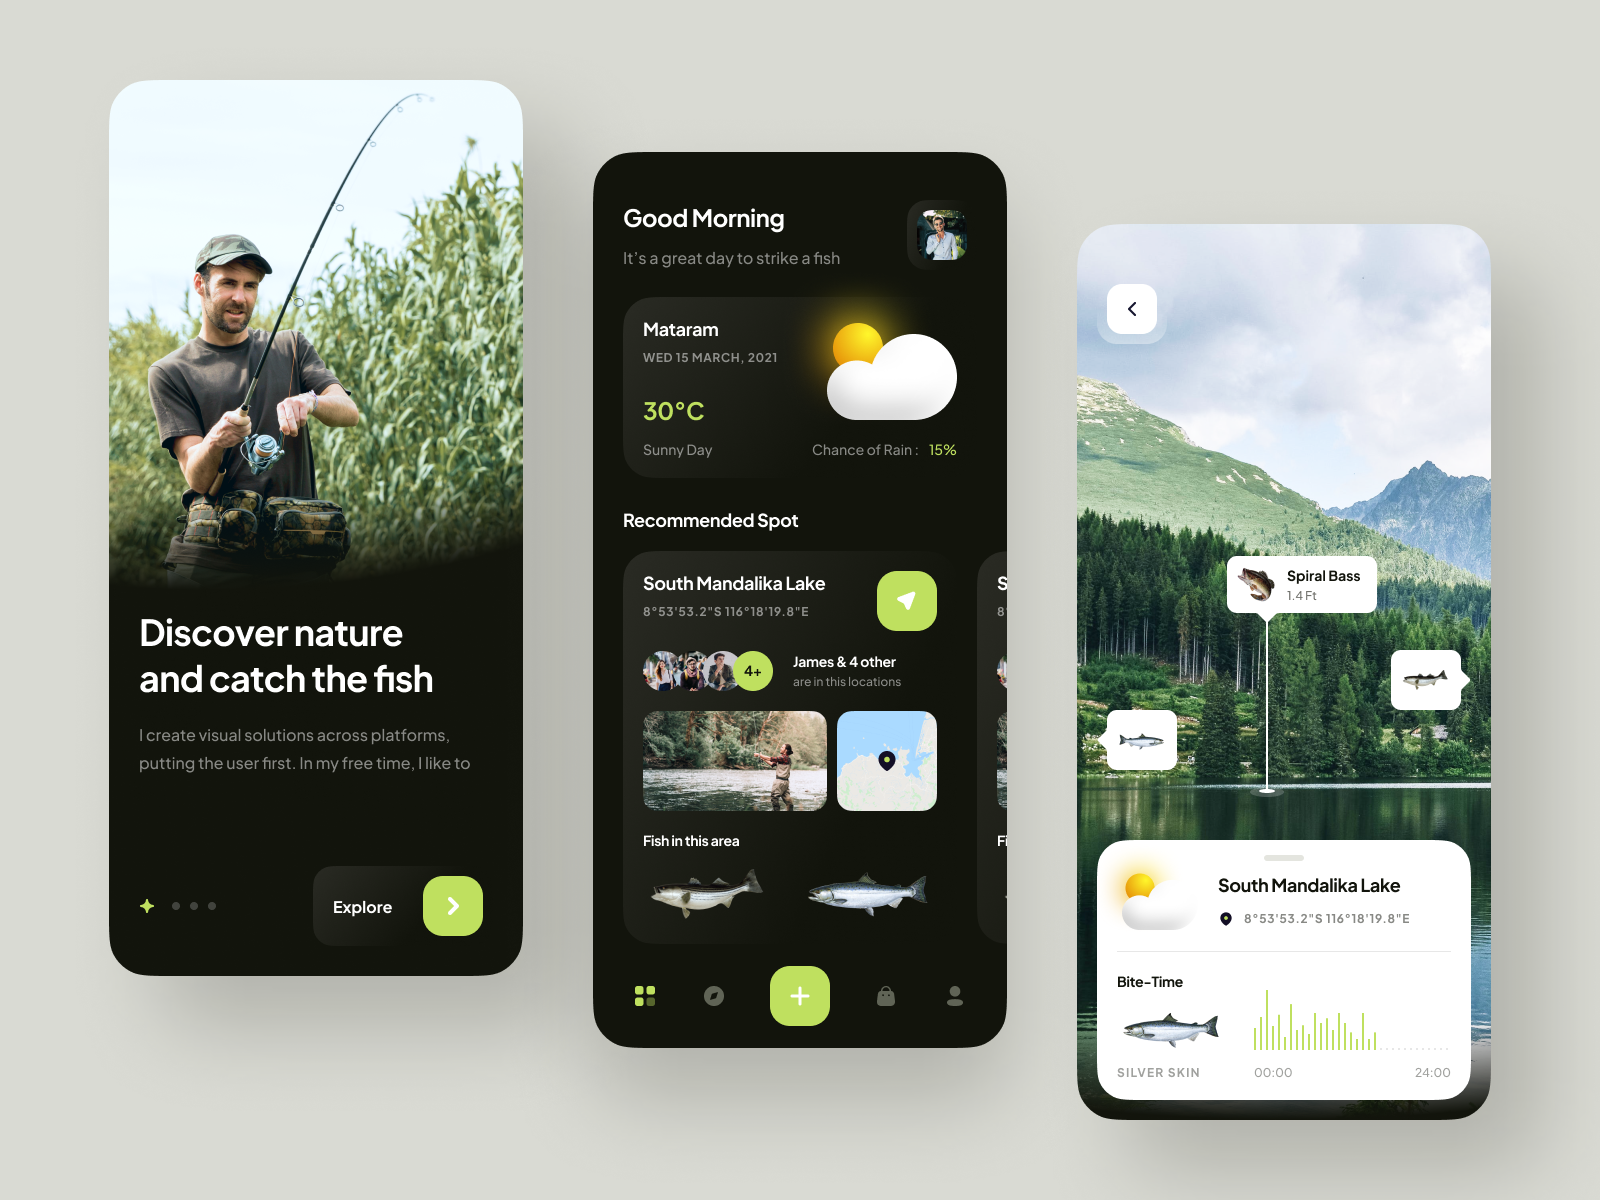 Discover nature
and catch the fish
I create visual solutions across platforms,
putting the user first. In my free time, I like to
Explore
Good Morning
It's a great day to strike a fish
Mataram
WED 15 MARCH, 2021
30°C
Sunny Day
Chance of Rain : 15%
Recommended Spot
South Mandalika Lake
8°53'53.2"S 116°18'19.8"E
4+
James & 4 other
are in this locations
Fish in this area
S
8°
Fi
Spiral Bass
1.4 Ft
South Mandalika Lake
8°53'53.2"S 116°18'19.8"E
Bite-Time
SILVER SKIN
00:00
24:00